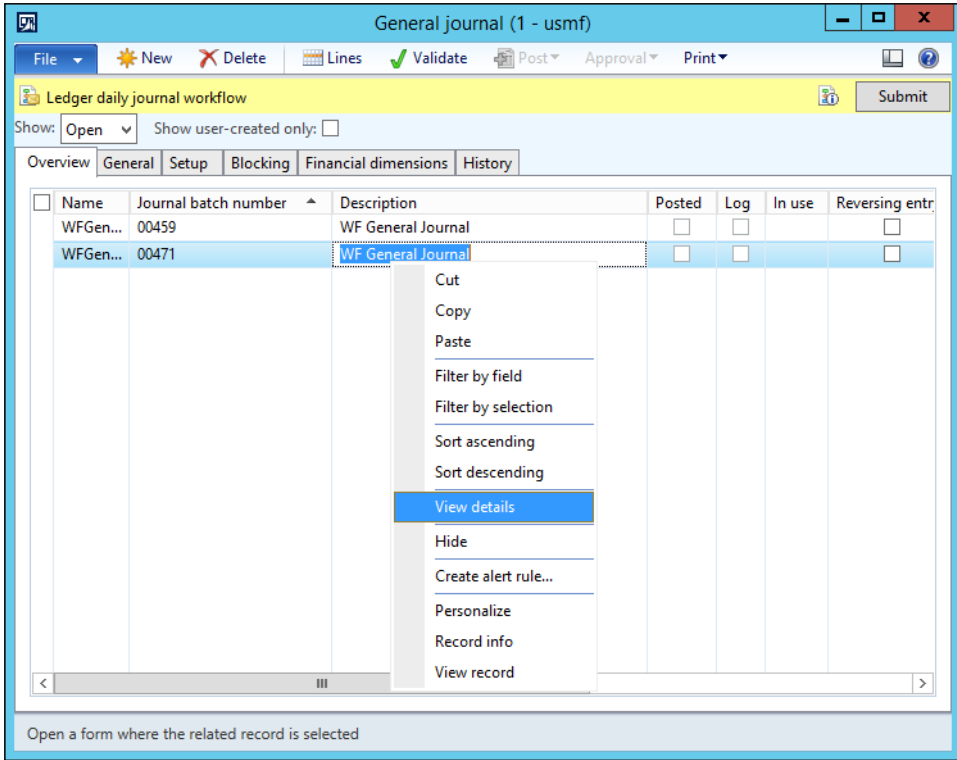 General journal (1 - usmf)
File New Delete Lines Validate Post Approval Print
Ledger daily journal workflow Submit
Show: Open Show user-created only:
Overview General Setup Blocking Financial dimensions History
Name Journal batch number Description Posted Log In use Reversing entr
WFGen... 00459 WF General Journal
WFGen... 00471 WF General Journal
Cut
Copy
Paste
Filter by field
Filter by selection
Sort ascending
Sort descending
View details
Hide
Create alert rule...
Personalize
Record info
View record
Open a form where the related record is selected